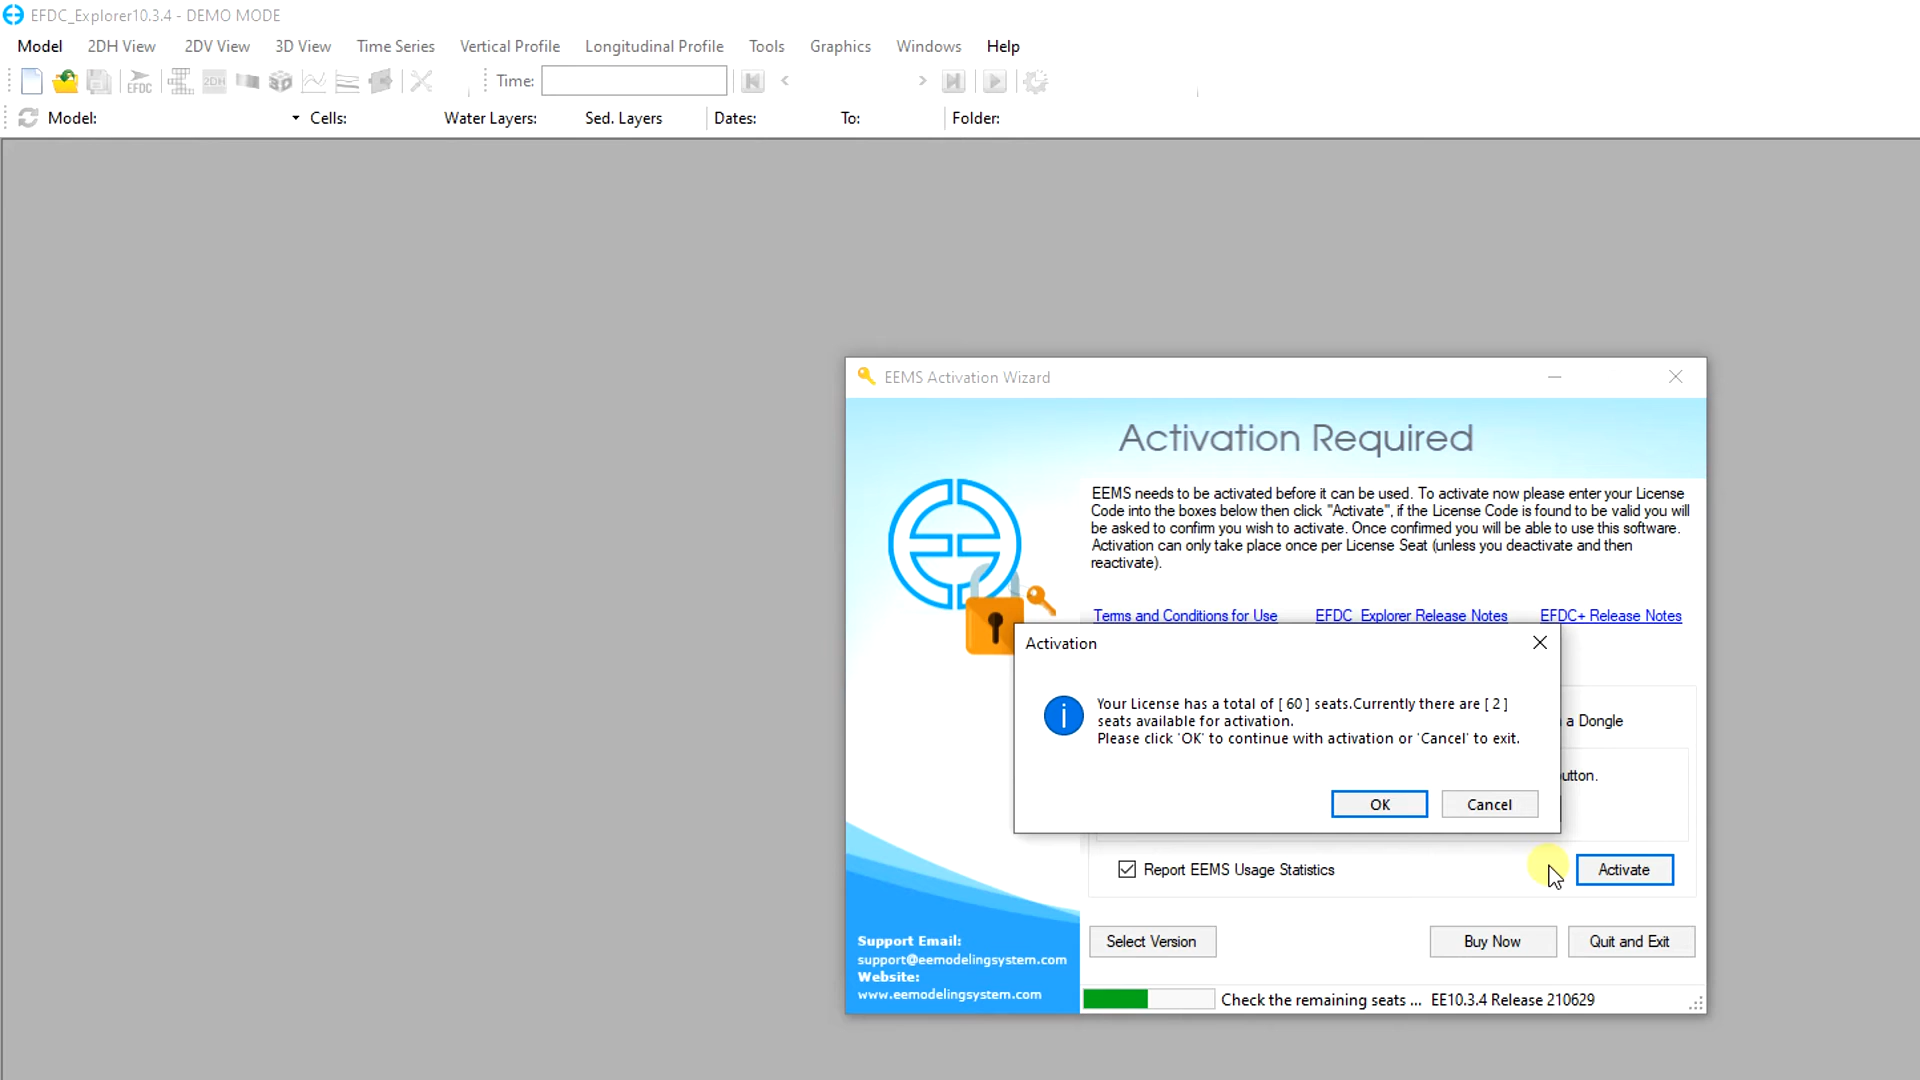 EFDC_Explorer10.3.4 - DEMO MODE
Model 2DH View 2DV View 3D View Time Series Vertical Profile Longitudinal Profile Tools Graphics Windows Help
EFDC 2DH 3D Time: < >
Model: Cells: Water Layers: Sed. Layers Dates: To: Folder:
EEMS Activation Wizard
Activation Required
EEMS needs to be activated before it can be used. To activate now please enter your License
Code into the boxes below then click "Activate", if the License Code is found to be valid you will
be asked to confirm you wish to activate. Once confirmed you will be able to use this software.
Activation can only take place once per License Seat (unless you deactivate and then
reactivate).
Terms and Conditions for Use EFDC_Explorer Release Notes EFDC+ Release Notes
Activation
Your License has a total of [ 60 ] seats.Currently there are [ 2 ]
seats available for activation.
Please click 'OK' to continue with activation or 'Cancel' to exit.
OK Cancel
a Dongle
utton.
Report EEMS Usage Statistics
Activate
Select Version Buy Now Quit and Exit
Support Email:
support@eemodelingsystem.com
Website:
www.eemodelingsystem.com
Check the remaining seats ... EE10.3.4 Release 210629